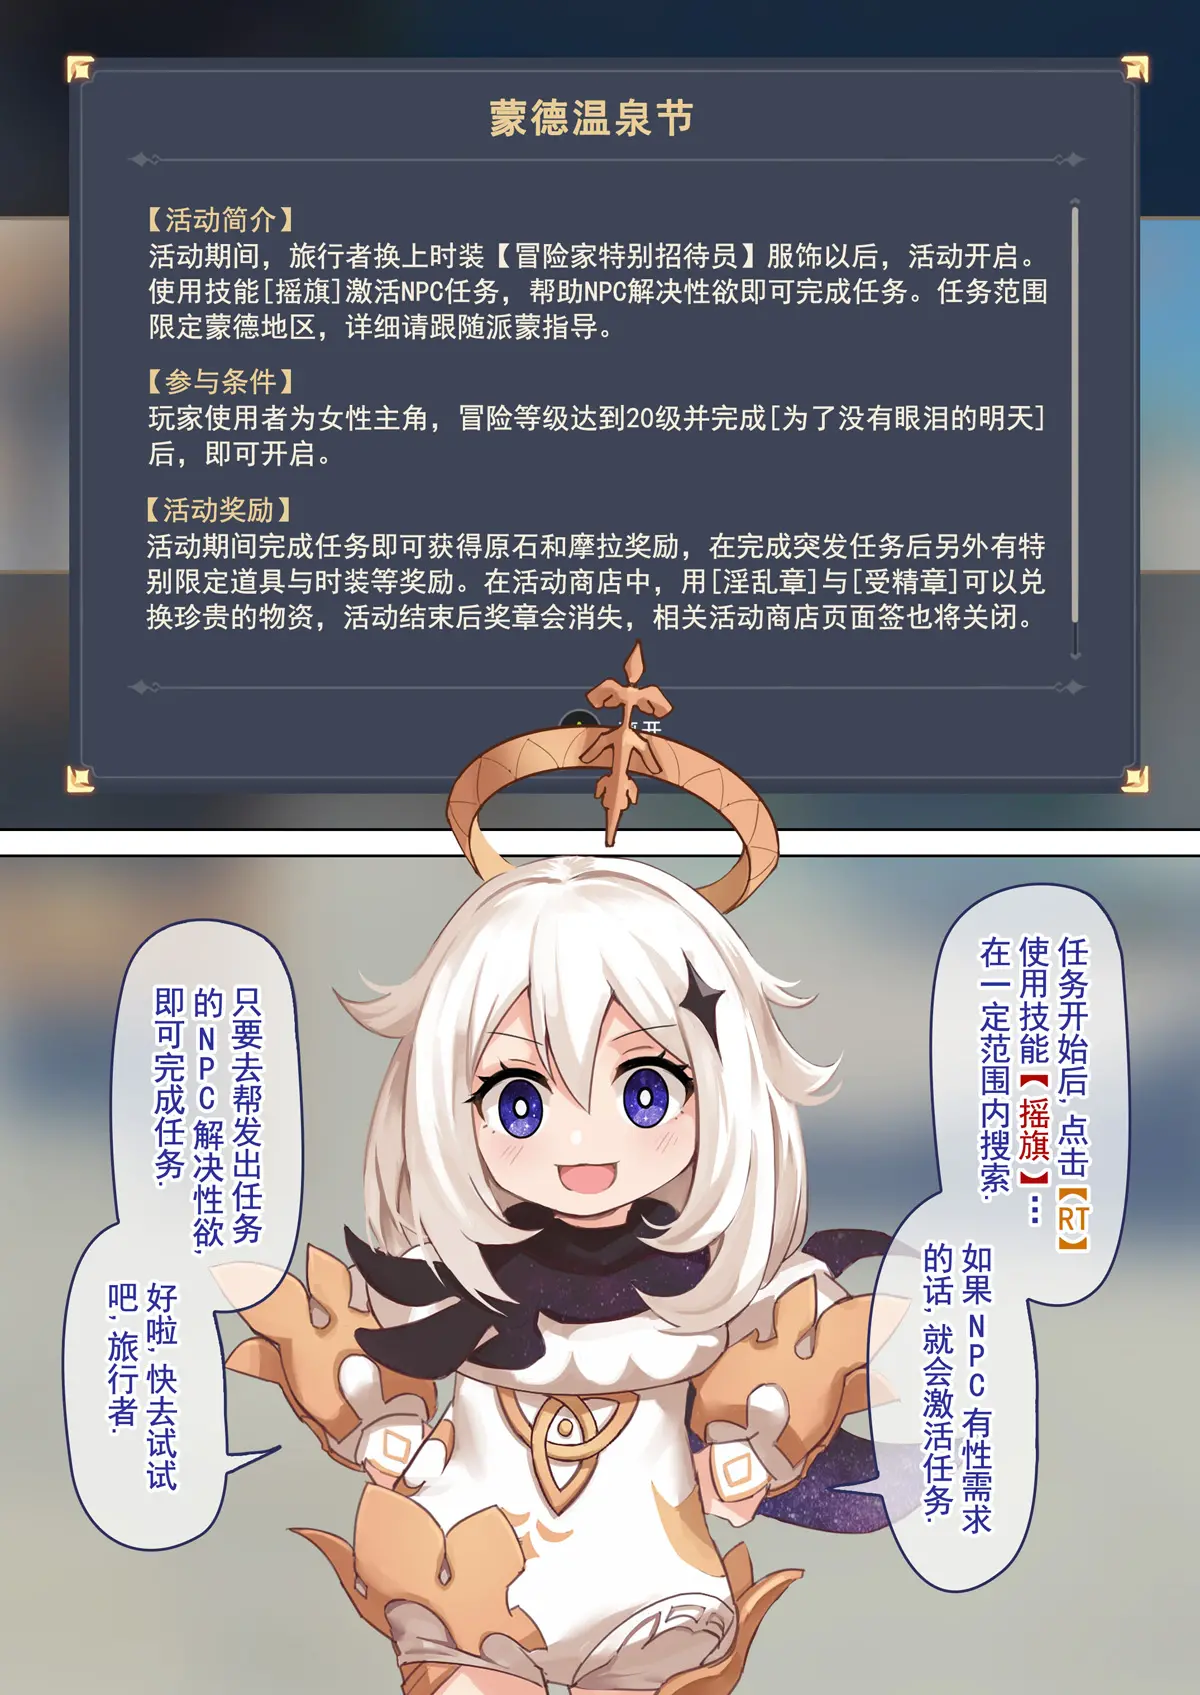 蒙德温泉节
【活动简介】
活动期间，旅行者换上时装【冒险家特别招待员】服饰以后，活动开启。
使用技能[摇旗]激活NPC任务，帮助NPC解决性欲即可完成任务。任务范围
限定蒙德地区，详细请跟随派蒙指导。
【参与条件】
玩家使用者为女性主角，冒险等级达到20级并完成[为了没有眼泪的明天]
后，即可开启。
【活动奖励】
活动期间完成任务即可获得原石和摩拉奖励，在完成突发任务后另外有特
别限定道具与时装等奖励。在活动商店中，用[淫乱章]与[受精章]可以兑
换珍贵的物资，活动结束后奖章会消失，相关活动商店页面签也将关闭。
开
任务开始后,点击【RT】
使用技能【摇旗】…
在一定范围内搜索.
如果NPC有性需求
的话,就会激活任务.
只要去帮发出任务
的NPC解决性欲,
即可完成任务.
好啦,快去试试
吧,旅行者.